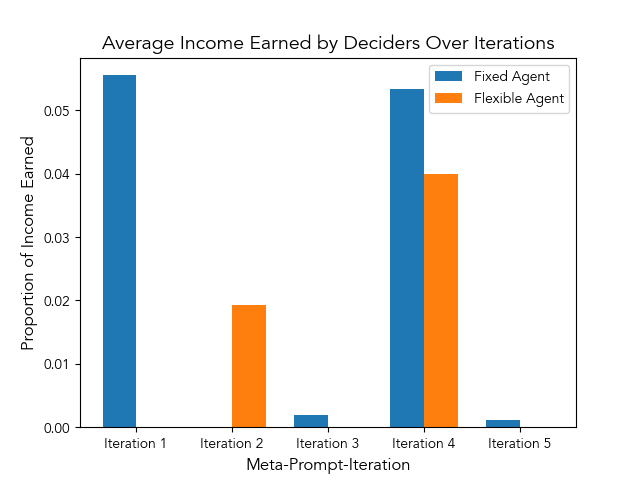 Average Income Earned by Deciders Over Iterations
Fixed Agent
Flexible Agent
Proportion of Income Earned
0.05
0.04
0.03
0.02
0.01
0.00
Iteration 1
Iteration 2
Iteration 3
Iteration 4
Iteration 5
Meta-Prompt-Iteration